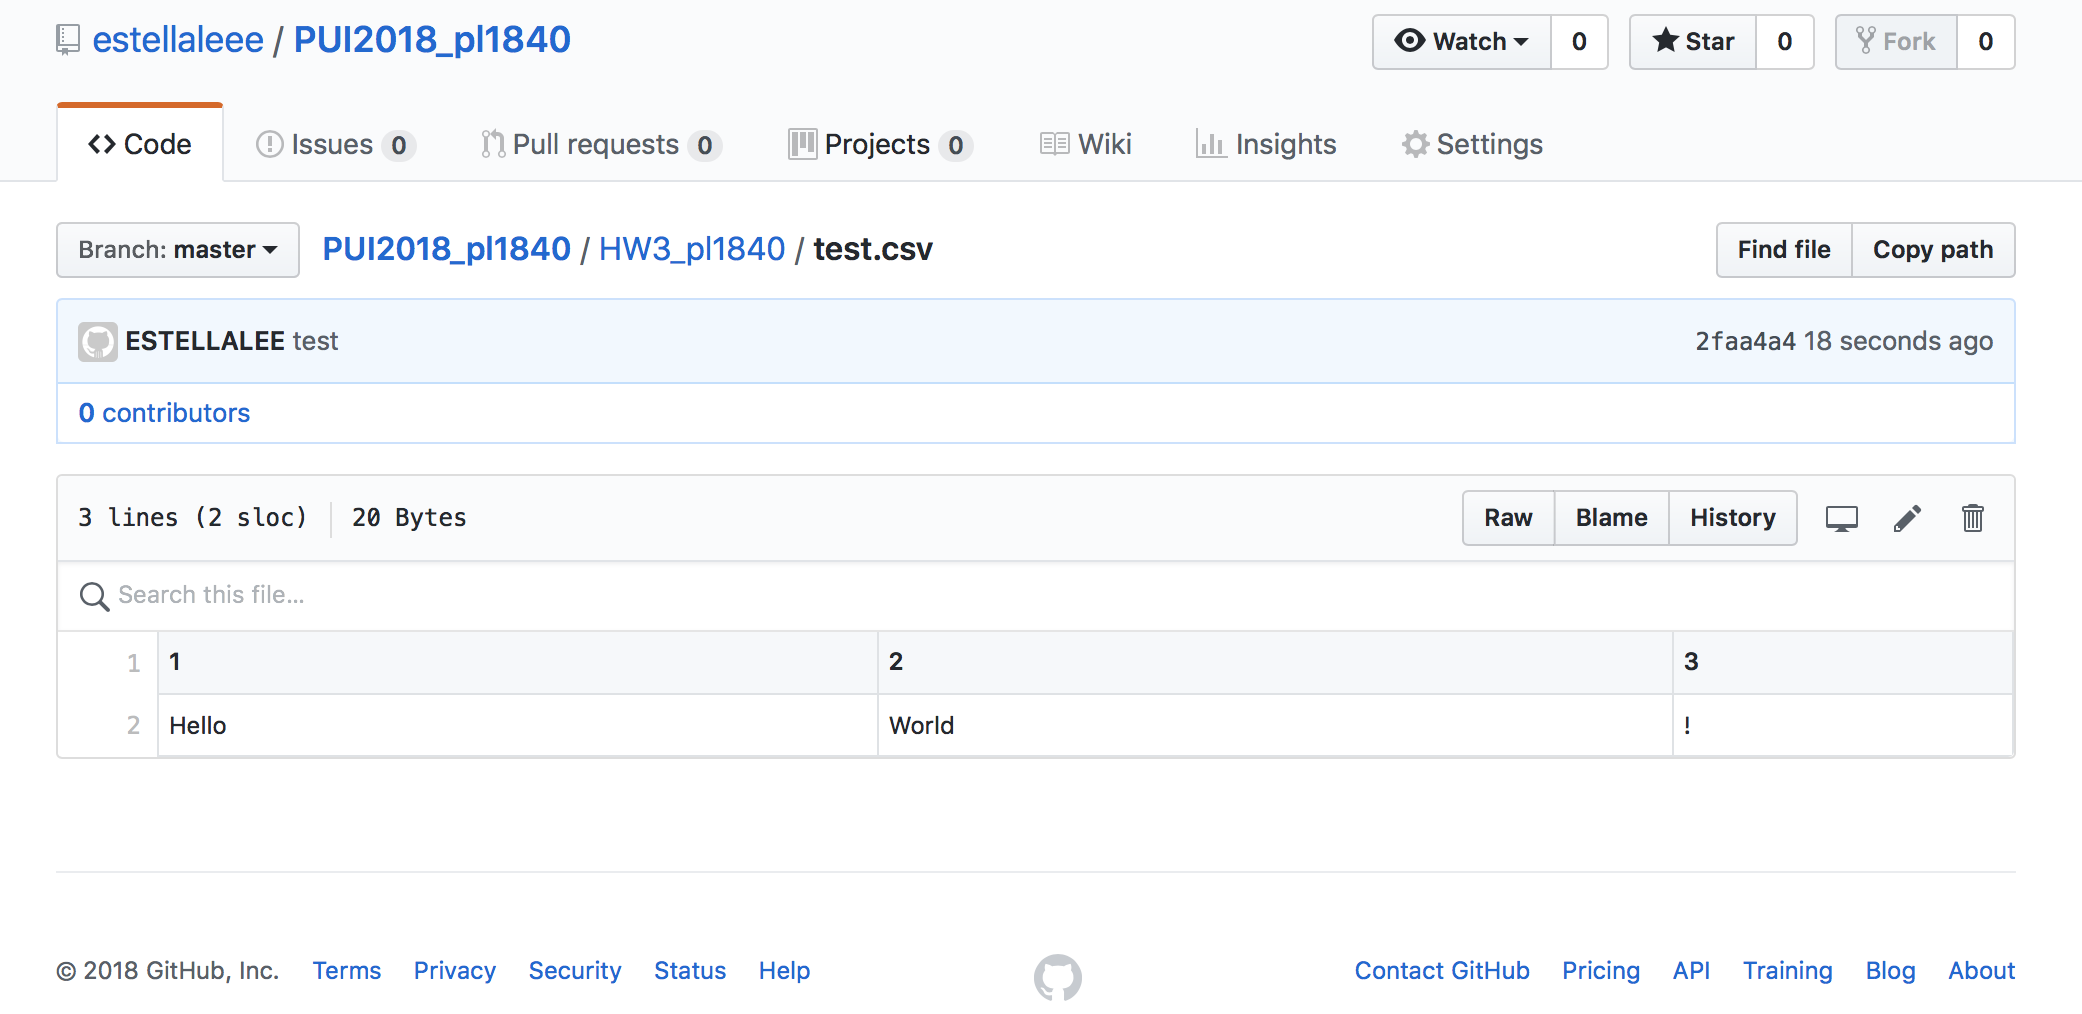 estellaleee / PUI2018_pl1840 Watch 0 Star 0 Fork 0
Code Issues 0 Pull requests 0 Projects 0 Wiki Insights Settings
Branch: master PUI2018_pl1840 / HW3_pl1840 / test.csv Find file Copy path
ESTELLALEE test 2faa4a4 18 seconds ago
0 contributors
3 lines (2 sloc) 20 Bytes Raw Blame History
Search this file...
1 1 2 3
2 Hello World !
© 2018 GitHub, Inc. Terms Privacy Security Status Help Contact GitHub Pricing API Training Blog About